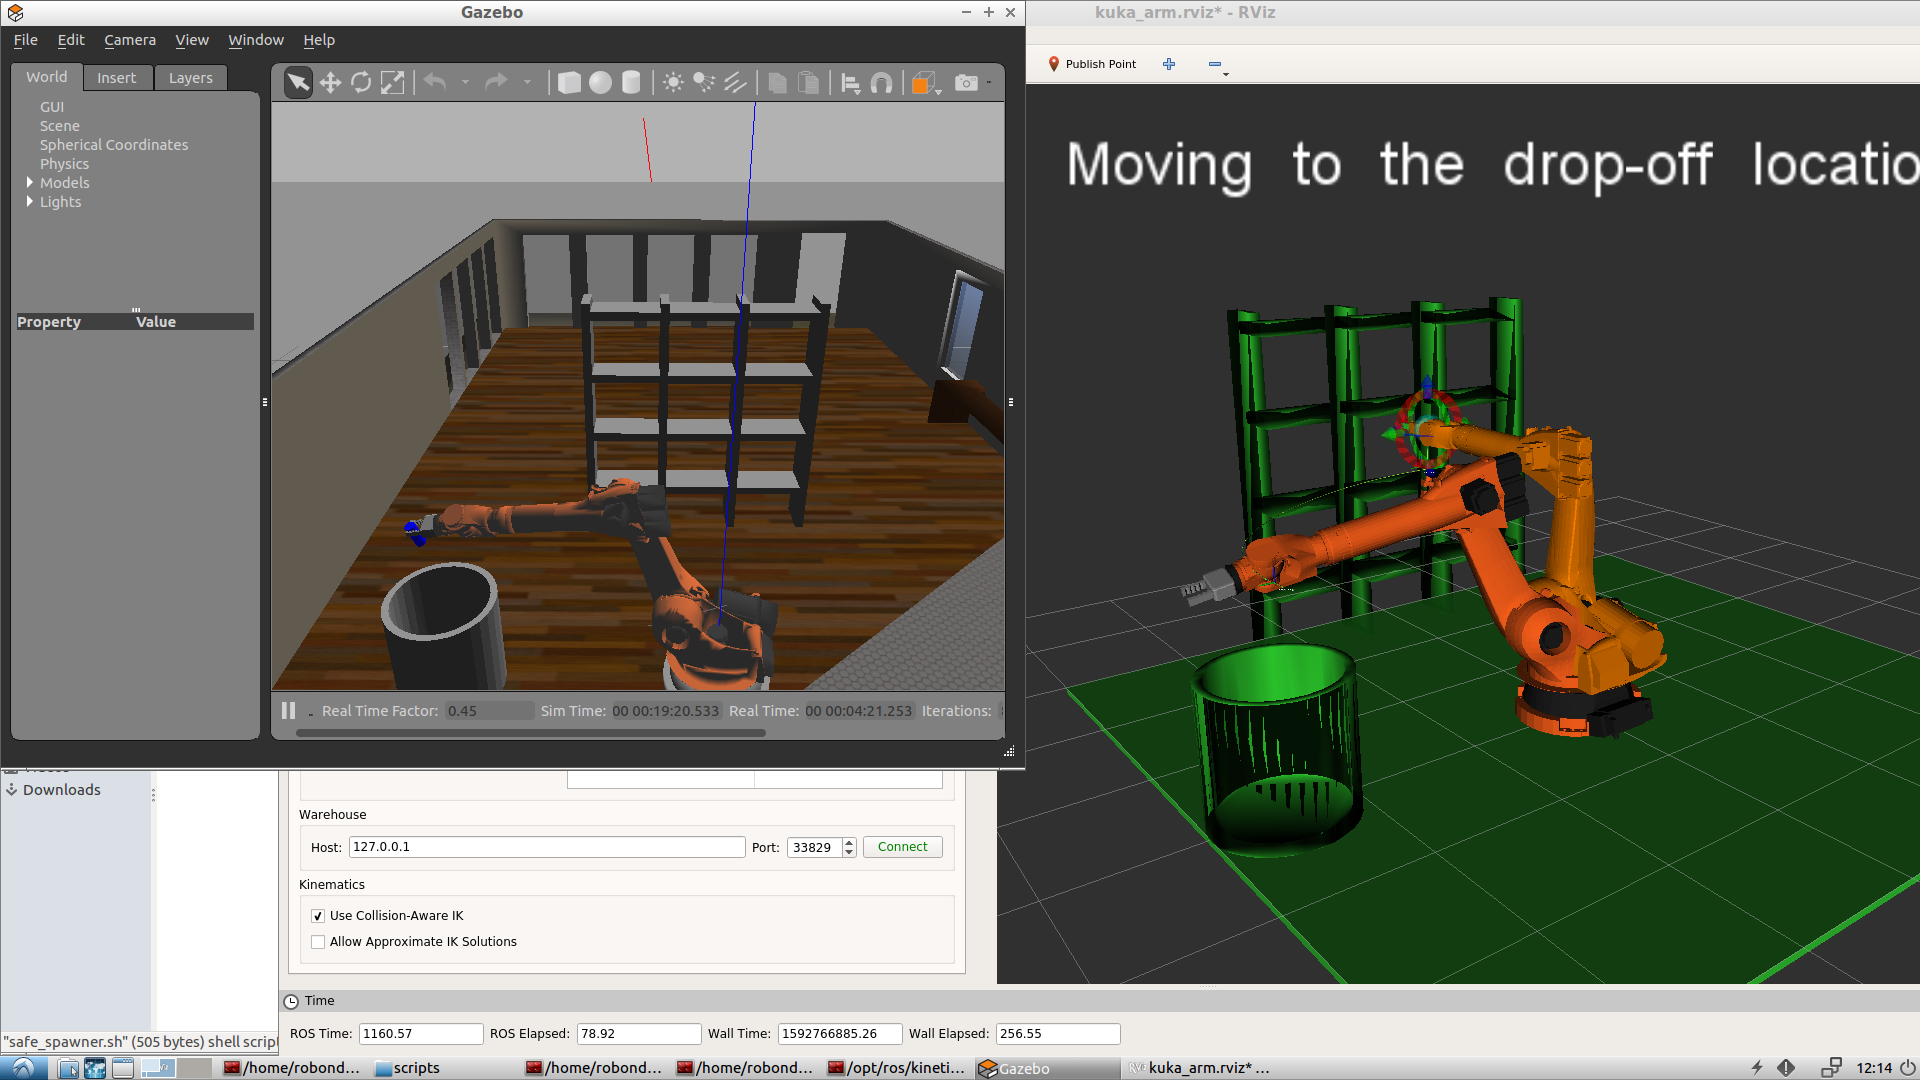 Gazebo
kuka_arm.rviz* - RViz
File Edit Camera View Window Help
World Insert Layers
Publish Point
GUI
Scene
Spherical Coordinates
Physics
Models
Lights
Moving to the drop-off locatio
Property Value
Real Time Factor: 0.45 Sim Time: 00 00:19:20.533 Real Time: 00 00:04:21.253 Iterations:
Downloads
Warehouse
Host: 127.0.0.1 Port: 33829 Connect
Kinematics
Use Collision-Aware IK
Allow Approximate IK Solutions
Time
ROS Time: 1160.57 ROS Elapsed: 78.92 Wall Time: 1592766885.26 Wall Elapsed: 256.55
"safe_spawner.sh" (505 bytes) shell scrip
/home/robond... scripts /home/robond... /home/robond... /opt/ros/kineti... Gazebo kuka_arm.rviz* ... 12:14